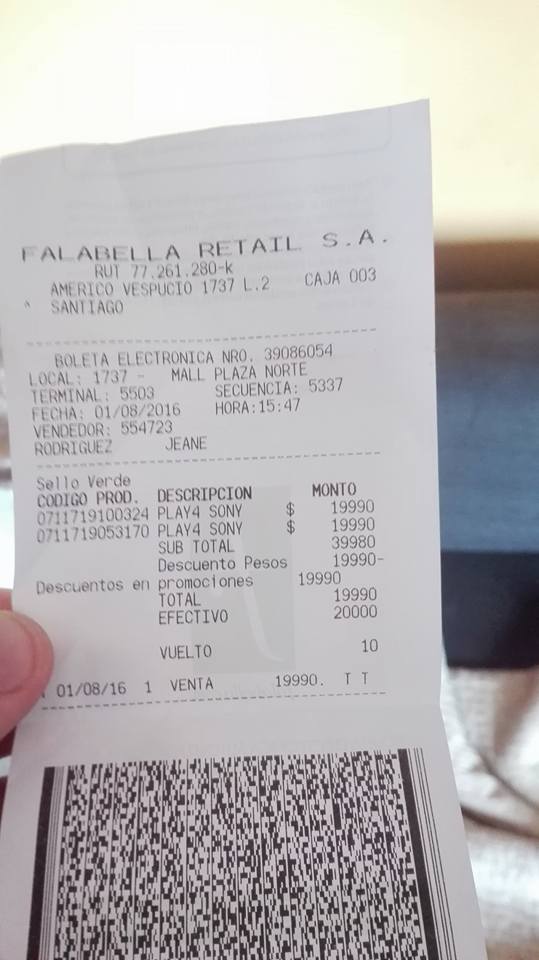 FALABELLA RETAIL S.A.
RUT 77.261.280-k
AMERICO VESPUCIO 1737 L.2 CAJA 003
SANTIAGO
BOLETA ELECTRONICA NRO. 39086054
LOCAL: 1737 - MALL PLAZA NORTE
TERMINAL: 5503 SECUENCIA: 5337
FECHA: 01/08/2016 HORA:15:47
VENDEDOR: 554723
RODRIGUEZ JEANE
Sello Verde
CODIGO PROD. DESCRIPCION MONTO
0711719100324 PLAY4 SONY $ 19990
0711719053170 PLAY4 SONY $ 19990
SUB TOTAL 39980
Descuento Pesos 19990-
Descuentos en promociones 19990
TOTAL 19990
EFECTIVO 20000
VUELTO 10
01/08/16 1 VENTA 19990. T T